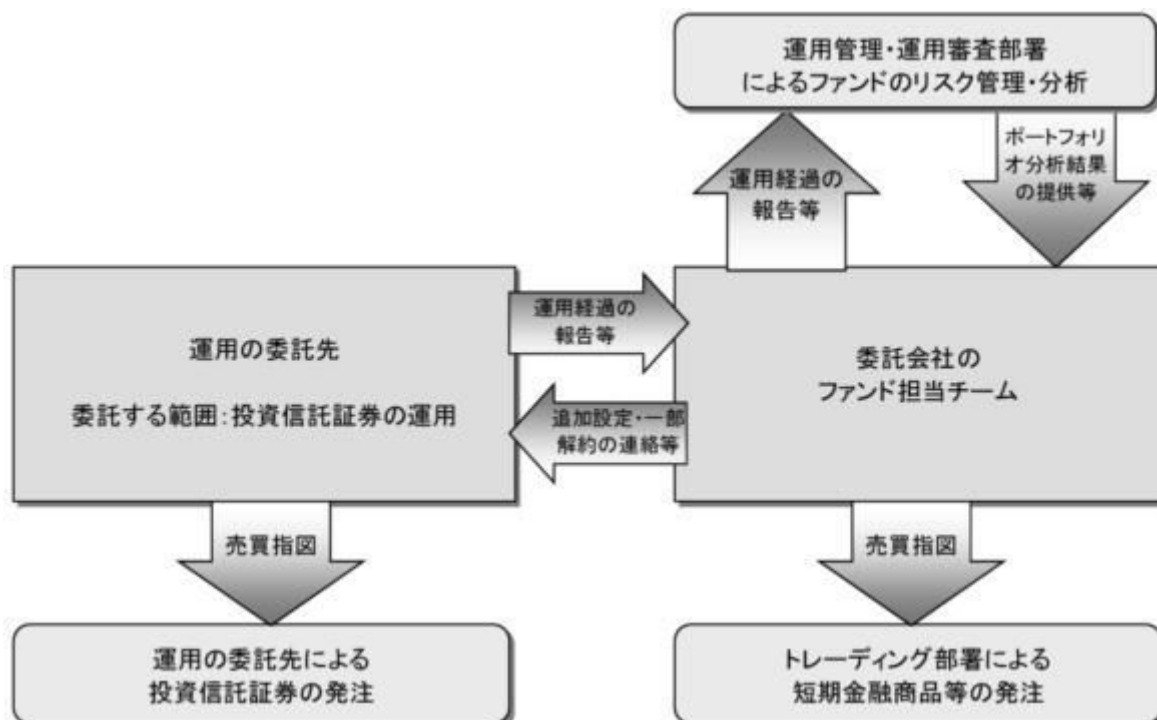 運用管理・運用審査部署
によるファンドのリスク管理・分析
運用経過の
報告等
ポートフォリ
オ分析結果
の提供等
運用の委託先
委託する範囲:投資信託証券の運用
運用経過の
報告等
追加設定・一部
解約の連絡等
委託会社の
ファンド担当チーム
売買指図
売買指図
運用の委託先による
投資信託証券の発注
トレーディング部署による
短期金融商品等の発注